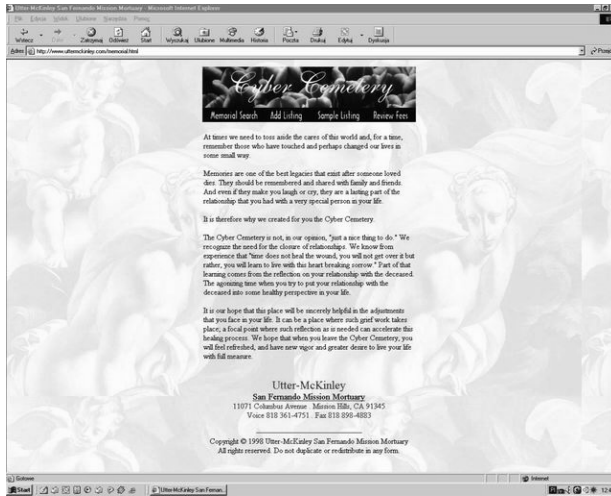 Utter McKinley San Fernando Mission Mortuary - Microsoft Internet Explorer
Plik Edycja Widok Ulubione Narzędzia Pomoc
Wstecz Dalej Zatrzymaj Odśwież Start Wyszukaj Ulubione Multimedia Historia Poczta Drukuj Edytuj Dyskusja
Adres http://www.uttermckinley.com/memorial.html
Cyber Cemetery
Memorial Search Add Listing Sample Listing Review Fees
At times we need to toss aside the cares of this world and, for a time,
remember those who have touched and perhaps changed our lives in
some small way.
Memories are one of the best legacies that exist after someone loved
dies. They should be remembered and shared with family and friends.
And even if they make you laugh or cry, they are a lasting part of the
relationship that you had with a very special person in your life.
It is therefore why we created for you the Cyber Cemetery.
The Cyber Cemetery is not, in our opinion, "just a nice thing to do." We
recognize the need for the closure of relationships. We know from
experience that "time does not heal the wound, you will not get over it but
rather, you will learn to live with this heart breaking sorrow." Part of that
learning comes from the reflection on your relationship with the deceased.
The agonizing time when you try to put your relationship with the
deceased into some healthy perspective in your life.
It is our hope that this place will be sincerely helpful in the adjustments
that you face in your life. It can be a place where such grief work takes
place; a focal point where such reflection as is needed can accelerate this
healing process. We hope that when you leave the Cyber Cemetery, you
will feel refreshed, and have new vigor and greater desire to live your life
with full measure.
Utter-McKinley
San Fernando Mission Mortuary
11071 Columbus Avenue . Mission Hills, CA 91345
Voice 818 361-4751 . Fax 818 898-4883
Copyright © 1998 Utter-McKinley San Fernando Mission Mortuary
All rights reserved. Do not duplicate or redistribute in any form.
Gotowe Internet
Start Utter McKinley San Fernan...